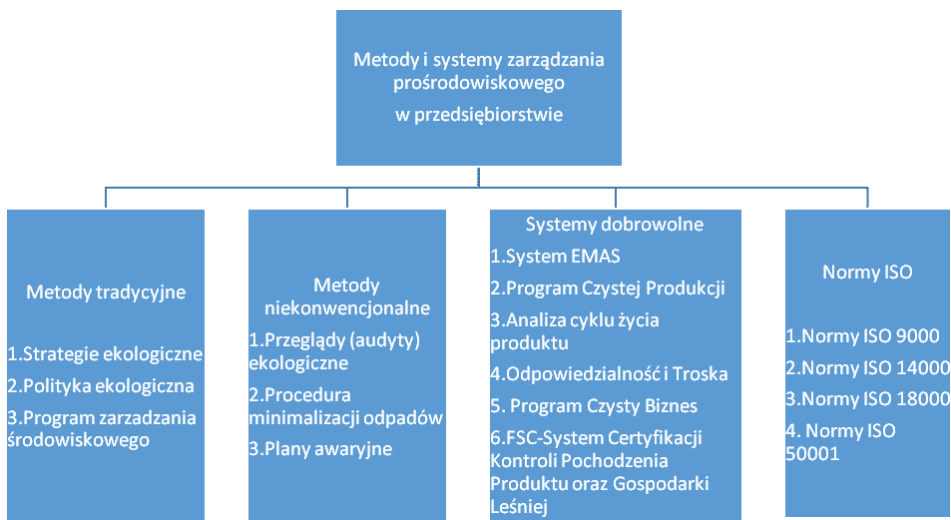 Metody i systemy zarządzania
prośrodowiskowego
w przedsiębiorstwie
Metody tradycyjne
1.Strategie ekologiczne
2.Polityka ekologiczna
3.Program zarzadzania
środowiskowego
Metody
niekonwencjonalne
1.Przeglądy (audyty)
ekologiczne
2.Procedura
minimalizacji odpadów
3.Plany awaryjne
Systemy dobrowolne
1.System EMAS
2.Program Czystej Produkcji
3.Analiza cyklu życia
produktu
4.Odpowiedzialność i Troska
5. Program Czysty Biznes
6.FSC-System Certyfikacji
Kontroli Pochodzenia
Produktu oraz Gospodarki
Leśniej
Normy ISO
1.Normy ISO 9000
2.Normy ISO 14000
3.Normy ISO 18000
4. Normy ISO
50001